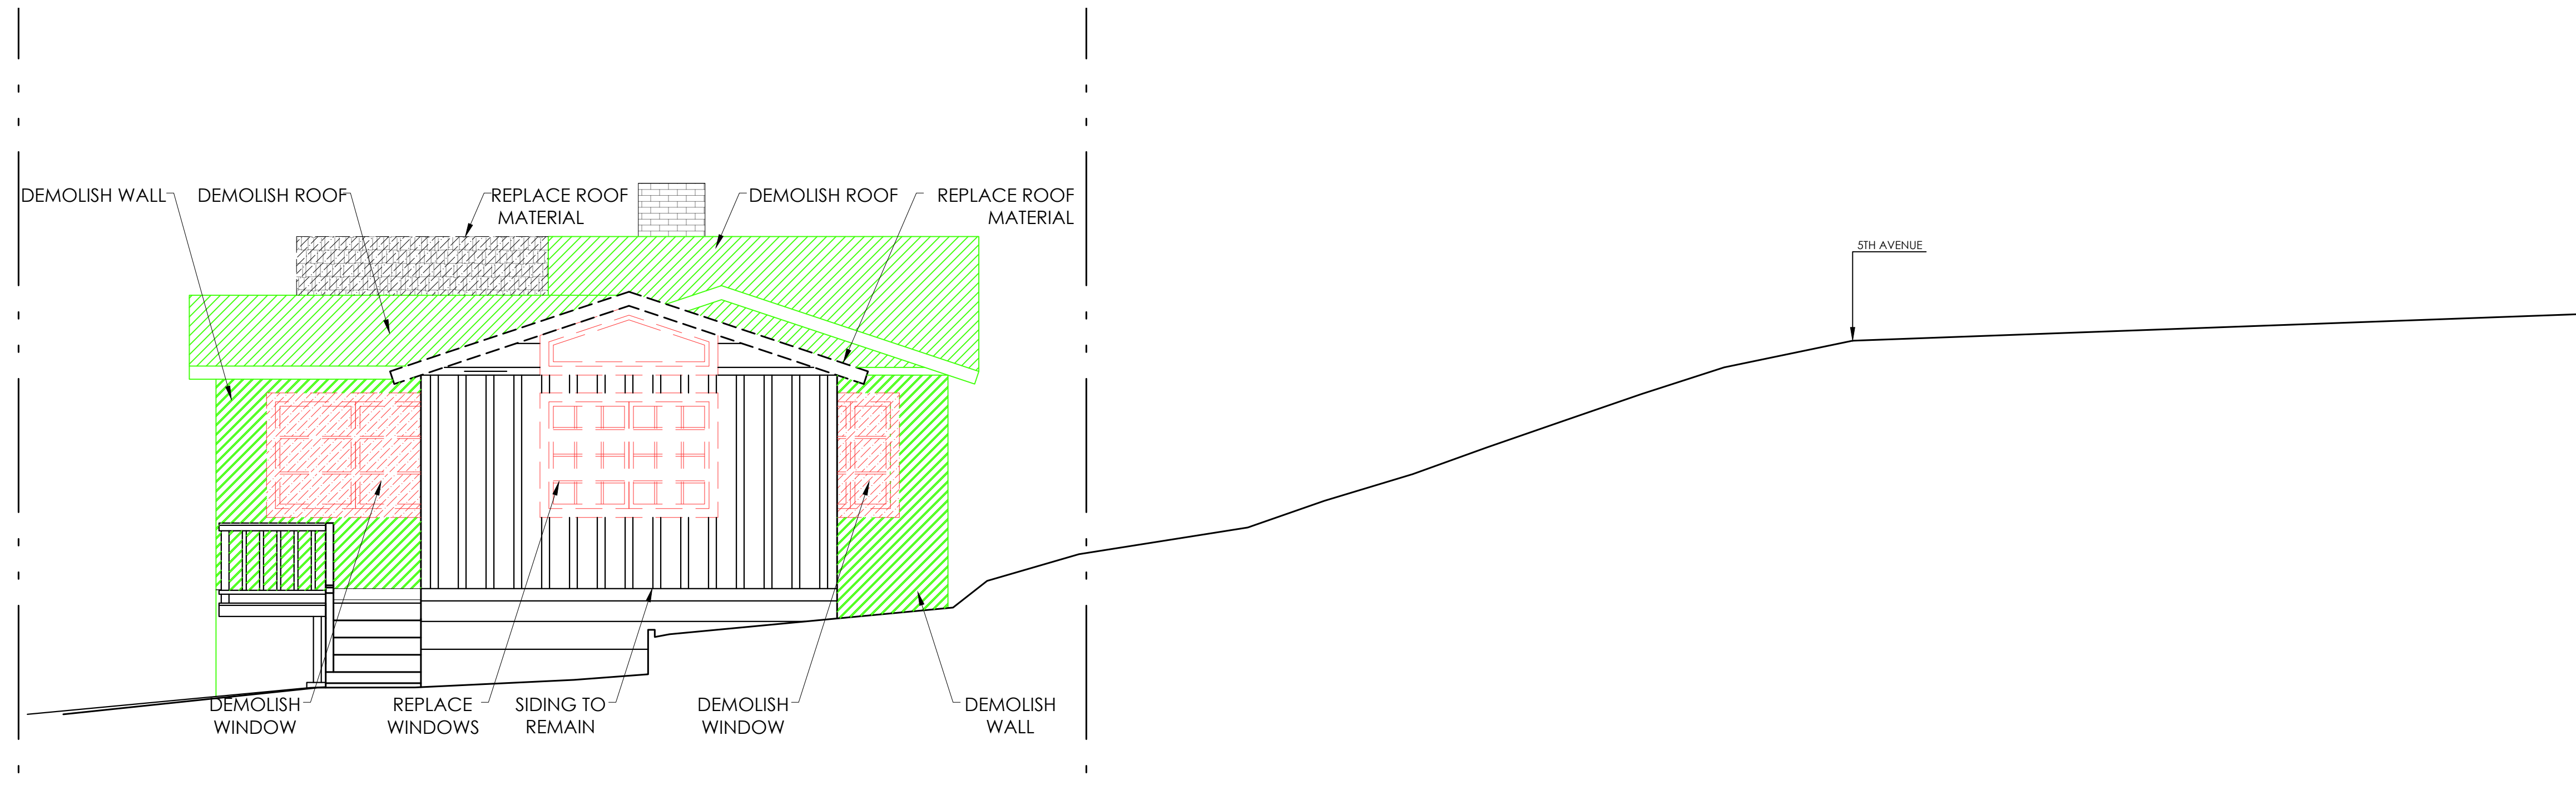 DEMOLISH WALL
DEMOLISH ROOF
REPLACE ROOF
MATERIAL
DEMOLISH ROOF
REPLACE ROOF
MATERIAL
5TH AVENUE
DEMOLISH
WINDOW
REPLACE
WINDOWS
SIDING TO
REMAIN
DEMOLISH
WINDOW
DEMOLISH
WALL